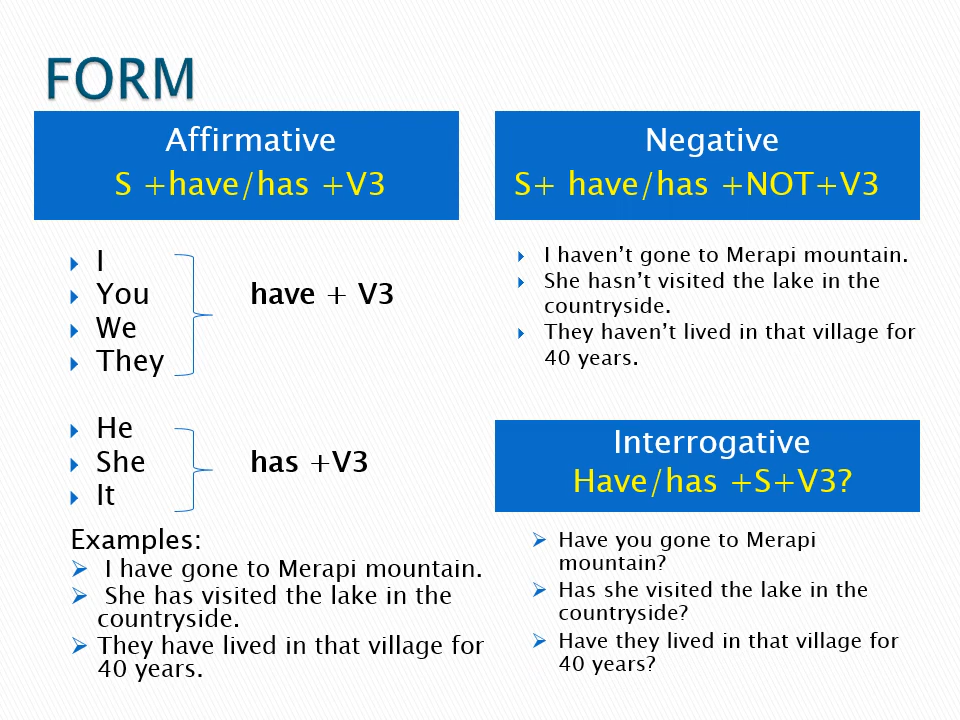 FORM
Affirmative
S +have/has +V3
I
You
We
They
have + V3
He
She
It
has +V3
Examples:
I have gone to Merapi mountain.
She has visited the lake in the
countryside.
They have lived in that village for
40 years.
Negative
S+ have/has +NOT+V3
I haven’t gone to Merapi mountain.
She hasn’t visited the lake in the
countryside.
They haven’t lived in that village for
40 years.
Interrogative
Have/has +S+V3?
Have you gone to Merapi
mountain?
Has she visited the lake in the
countryside?
Have they lived in that village for
40 years?